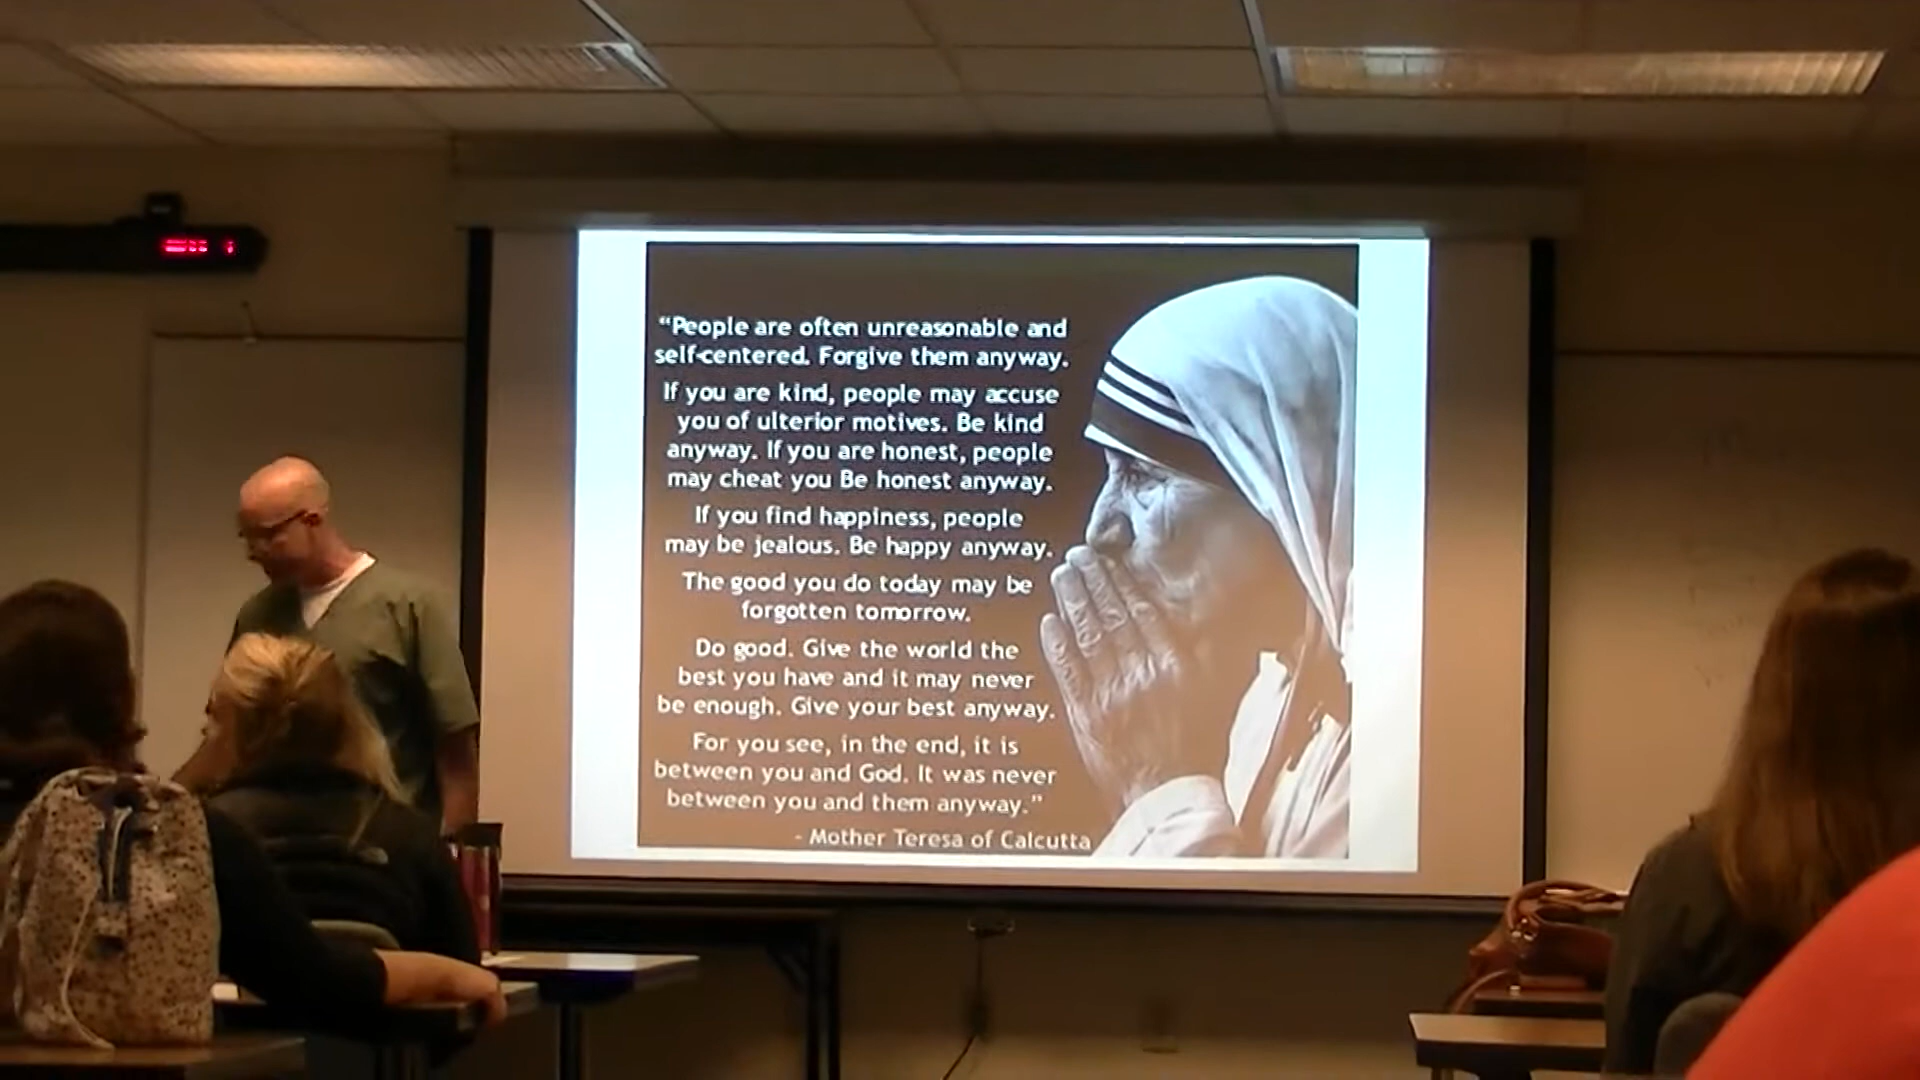 "People are often unreasonable and
self-centered. Forgive them anyway.
If you are kind, people may accuse
you of ulterior motives. Be kind
anyway. If you are honest, people
may cheat you Be honest anyway.
If you find happiness, people
may be jealous. Be happy anyway.
The good you do today may be
forgotten tomorrow.
Do good. Give the world the
best you have and it may never
be enough. Give your best anyway.
For you see, in the end, it is
between you and God. It was never
between you and them anyway."
- Mother Teresa of Calcutta